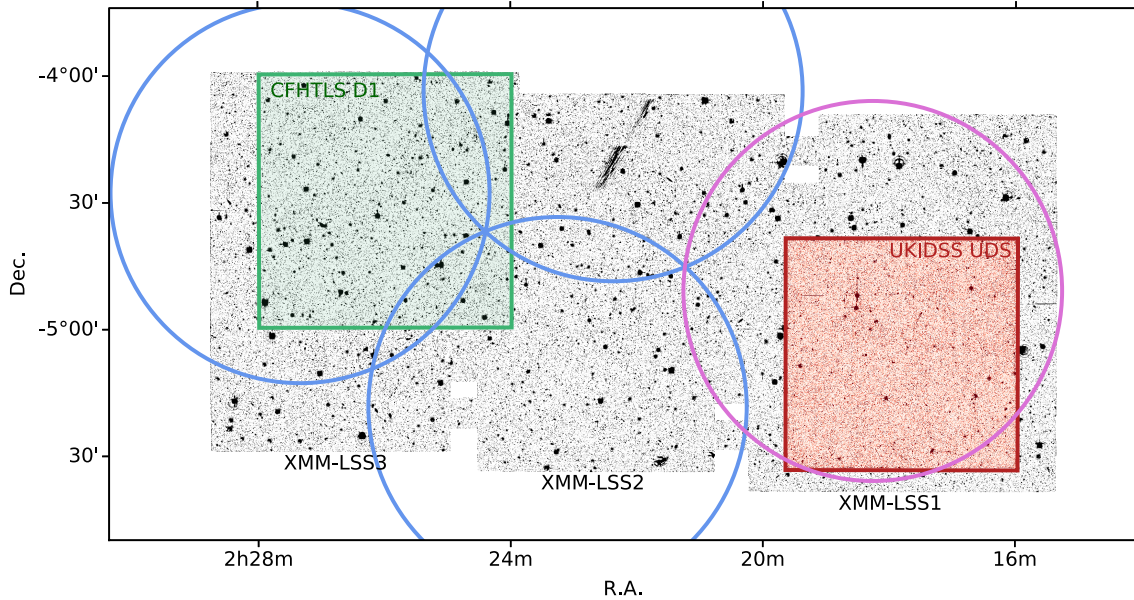 -4°00'
30'
-5°00'
30'
Dec.
CFHTLS-D1
UKIDSS UDS
XMM-LSS3
XMM-LSS2
XMM-LSS1
2h28m
24m
20m
16m
R.A.